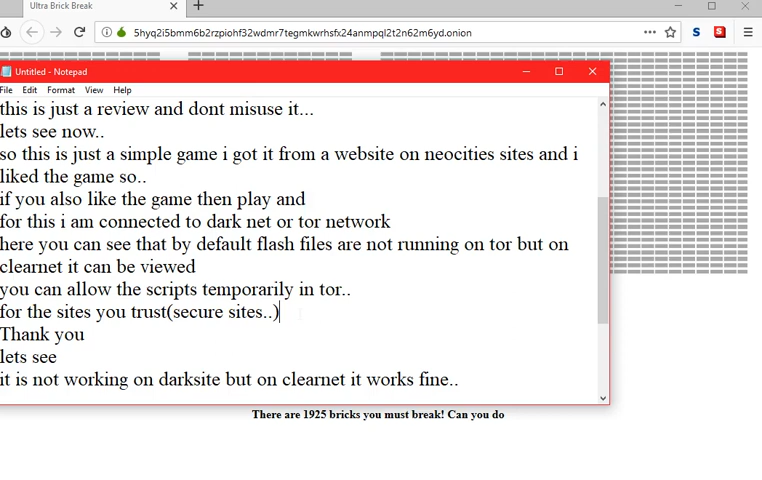 Ultra Brick Break
5hyq2i5bmm6b2rzpiohf32wdmr7tegmkwrhsfx24anmpql2t2n62m6yd.onion
Untitled - Notepad
File Edit Format View Help
this is just a review and dont misuse it...
lets see now..
so this is just a simple game i got it from a website on neocities sites and i
liked the game so..
if you also like the game then play and
for this i am connected to dark net or tor network
here you can see that by default flash files are not running on tor but on
clearnet it can be viewed
you can allow the scripts temporarily in tor..
for the sites you trust(secure sites..)
Thank you
lets see
it is not working on darksite but on clearnet it works fine..
There are 1925 bricks you must break! Can you do